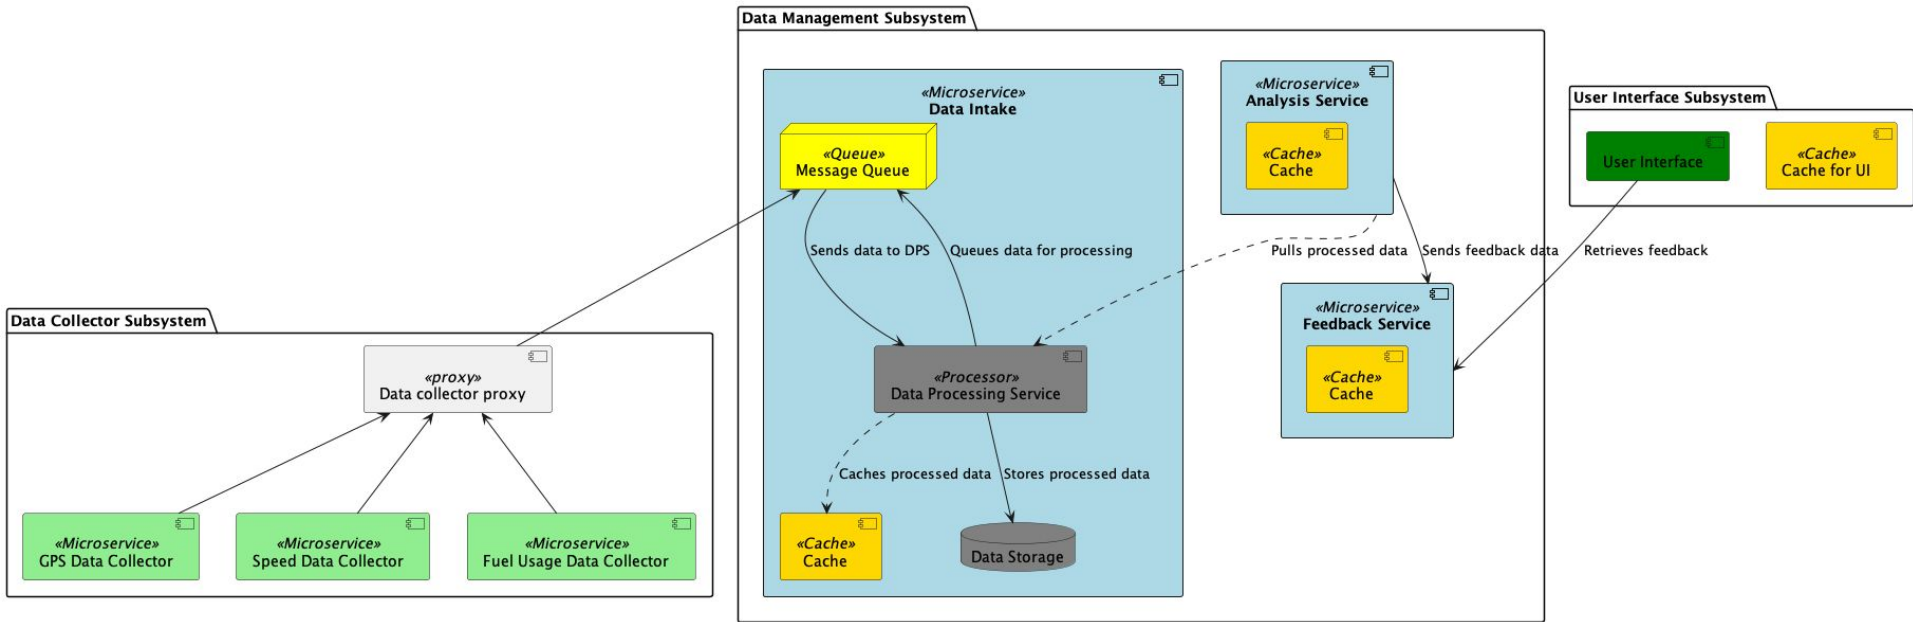 Data Management Subsystem
«Microservice»
Data Intake
«Queue»
Message Queue
Sends data to DPS
Queues data for processing
«Processor»
Data Processing Service
Caches processed data
Stores processed data
«Cache»
Cache
Data Storage
«Microservice»
Analysis Service
«Cache»
Cache
Pulls processed data
Sends feedback data
«Microservice»
Feedback Service
«Cache»
Cache
User Interface Subsystem
User Interface
«Cache»
Cache for UI
Retrieves feedback
Data Collector Subsystem
«proxy»
Data collector proxy
«Microservice»
GPS Data Collector
«Microservice»
Speed Data Collector
«Microservice»
Fuel Usage Data Collector